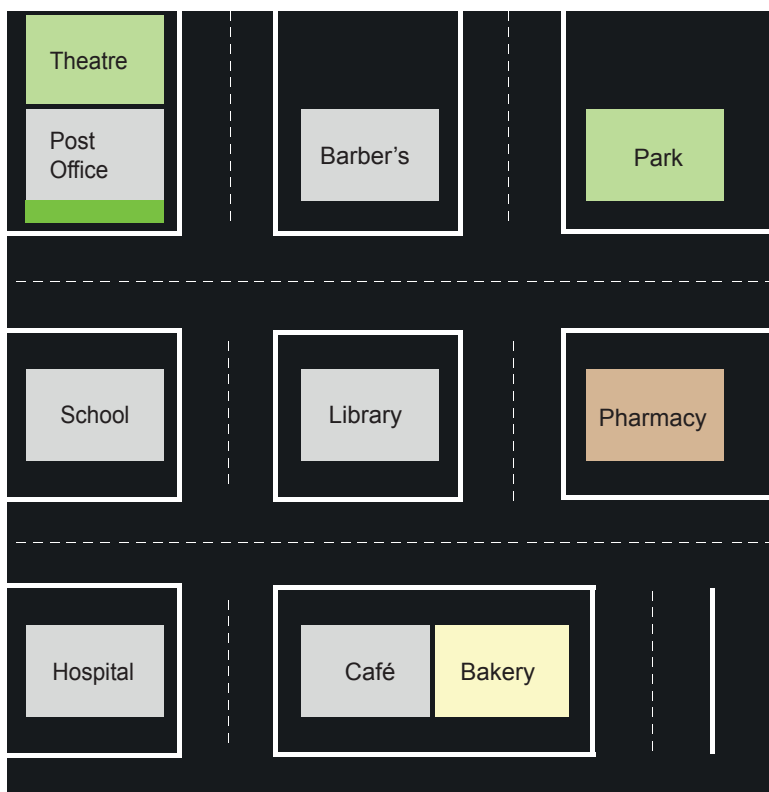 Theatre
Post
Office
Barber's
Park
School
Library
Pharmacy
Hospital
Café
Bakery